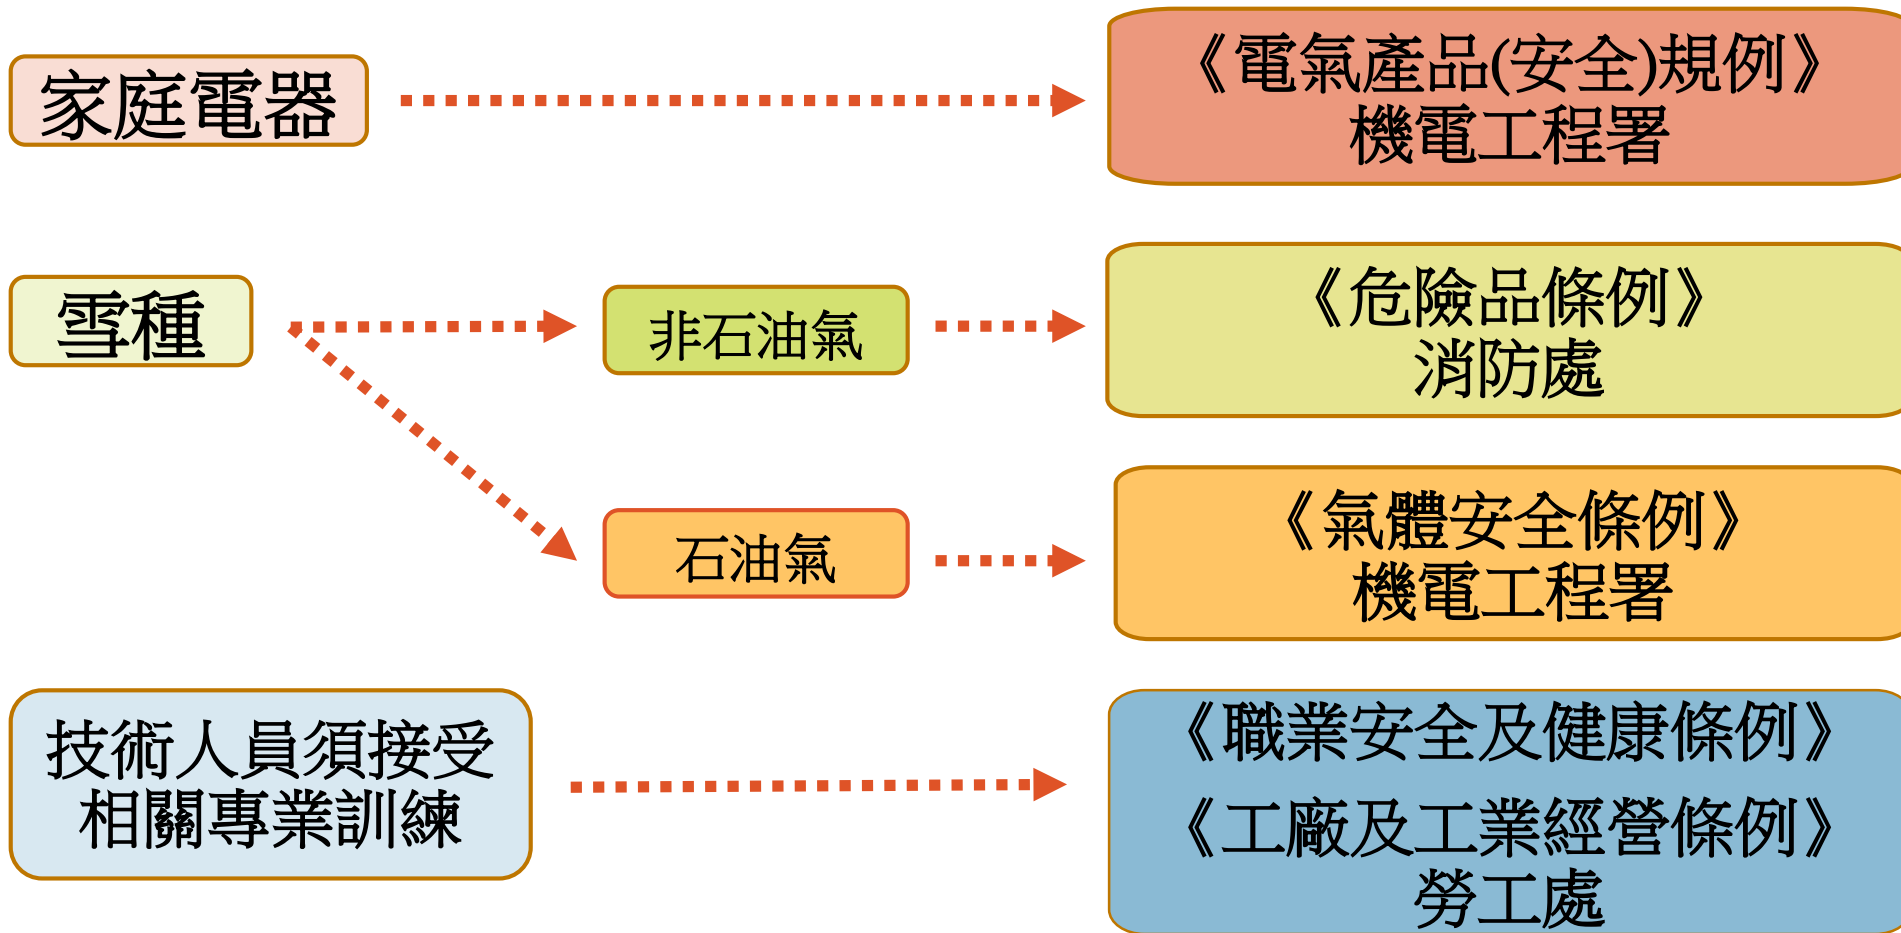 家庭電器
《電氣產品(安全)規例》
機電工程署
雪種
非石油氣
《危險品條例》
消防處
石油氣
《氣體安全條例》
機電工程署
技術人員須接受
相關專業訓練
《職業安全及健康條例》
《工廠及工業經營條例》
勞工處